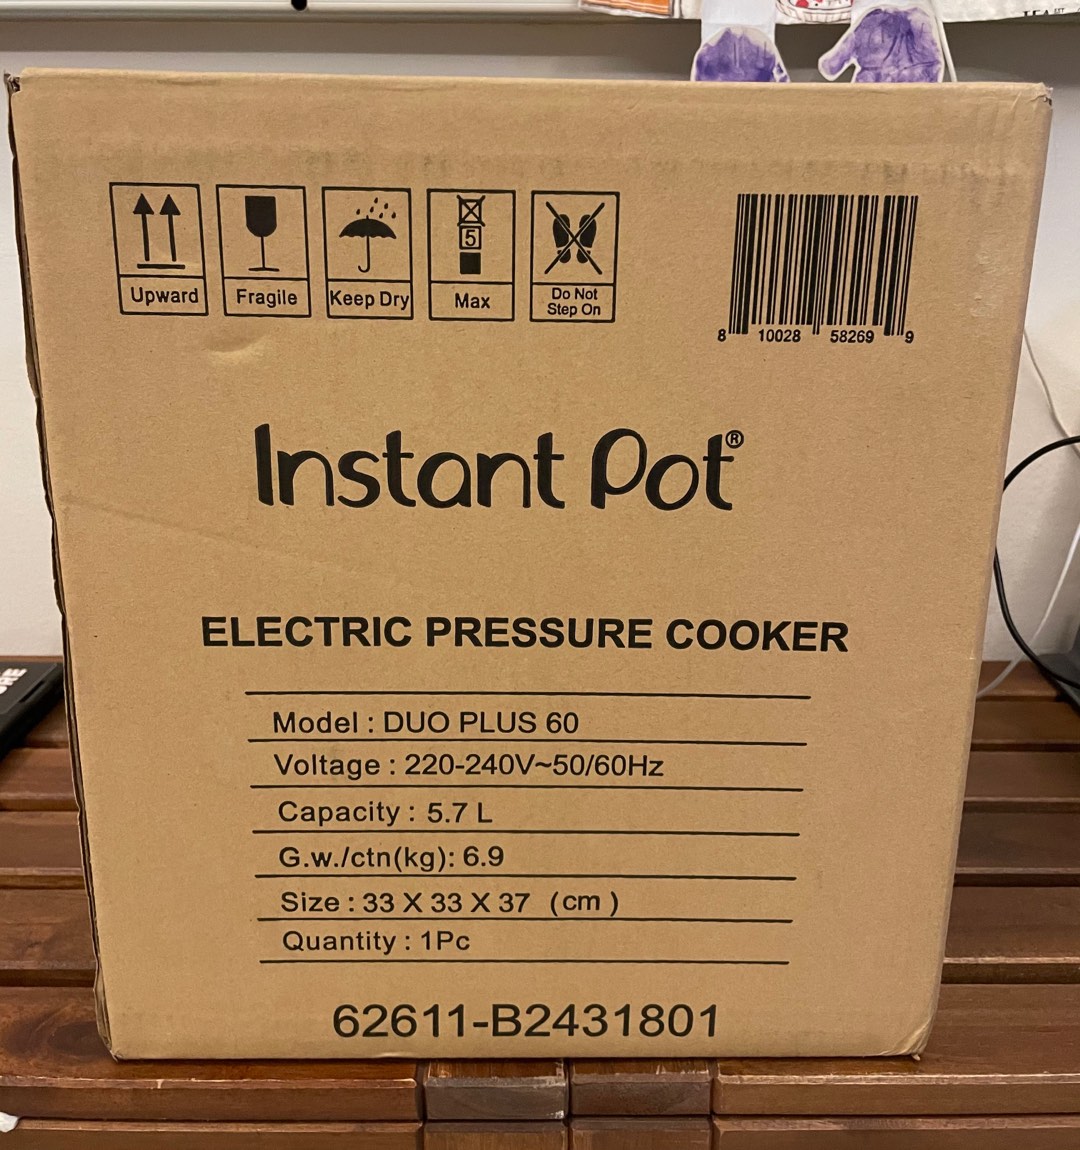 Upward
Fragile
Keep Dry
5
Max
Do Not
Step On
8 10028 58269 9
Instant Pot®
ELECTRIC PRESSURE COOKER
Model : DUO PLUS 60
Voltage : 220-240V~50/60Hz
Capacity : 5.7 L
G.w./ctn(kg): 6.9
Size : 33 X 33 X 37 (cm)
Quantity : 1Pc
62611-B2431801